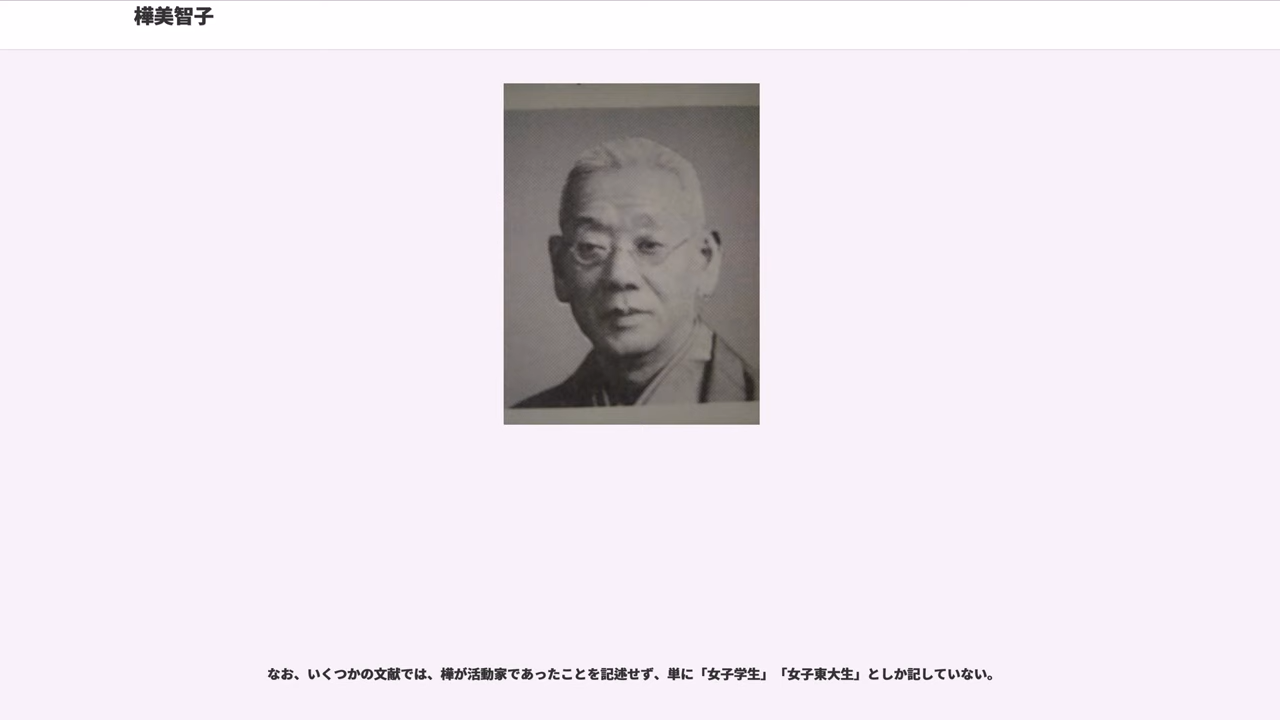 樺美智子
なお、いくつかの文献では、樺が活動家であったことを記述せず、単に「女子学生」「女子東大生」としか記していない。